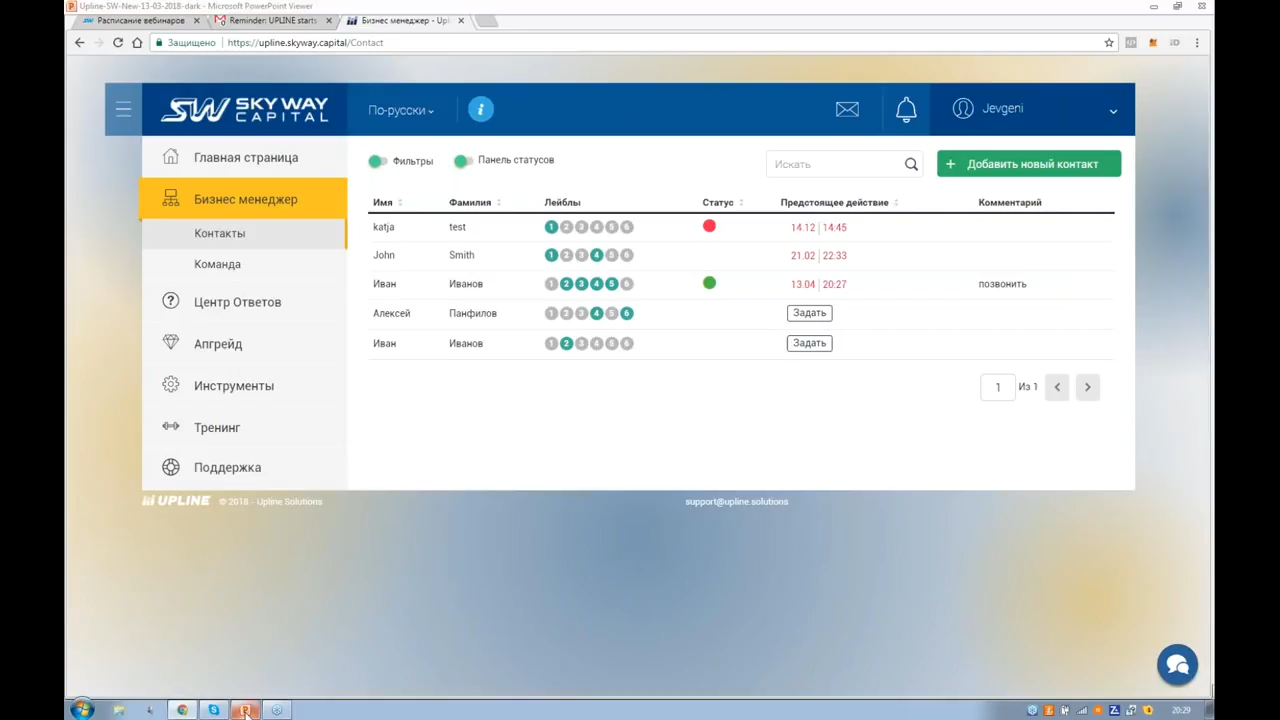 Upline-SW-New-13-03-2018-dark - Microsoft PowerPoint Viewer
Расписание вебинаров
Reminder: UPLINE starts
Бизнес менеджер - Upl
Защищено https://upline.skyway.capital/Contact
SW SKY WAY CAPITAL
По-русски
i
Jevgeni
Главная страница
Бизнес менеджер
Контакты
Команда
Центр Ответов
Апгрейд
Инструменты
Тренинг
Поддержка
Фильтры
Панель статусов
Искать
+ Добавить новый контакт
Имя Фамилия Лейблы Статус Предстоящее действие Комментарий
katja test 1 2 3 4 5 6 14.12 | 14:45
John Smith 1 2 3 4 5 6 21.02 | 22:33
Иван Иванов 1 2 3 4 5 6 13.04 | 20:27 позвонить
Алексей Панфилов 1 2 3 4 5 6 Задать
Иван Иванов 1 2 3 4 5 6 Задать
1 Из 1
UPLINE © 2018 - Upline Solutions
support@upline.solutions
20:29